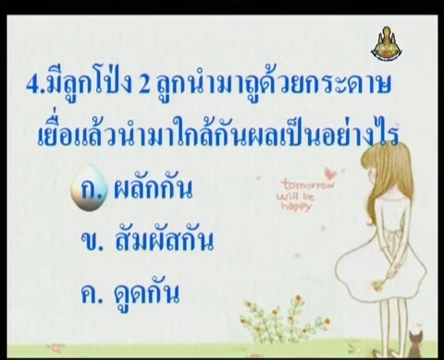 4.มีลูกโป่ง 2 ลูกนำมาถูด้วยกระดาษ
เยื่อแล้วนำมาใกล้กันผลเป็นอย่างไร
ก. ผลักกัน
ข. สัมผัสกัน
ค. ดูดกัน
tomorrow
will be
happy